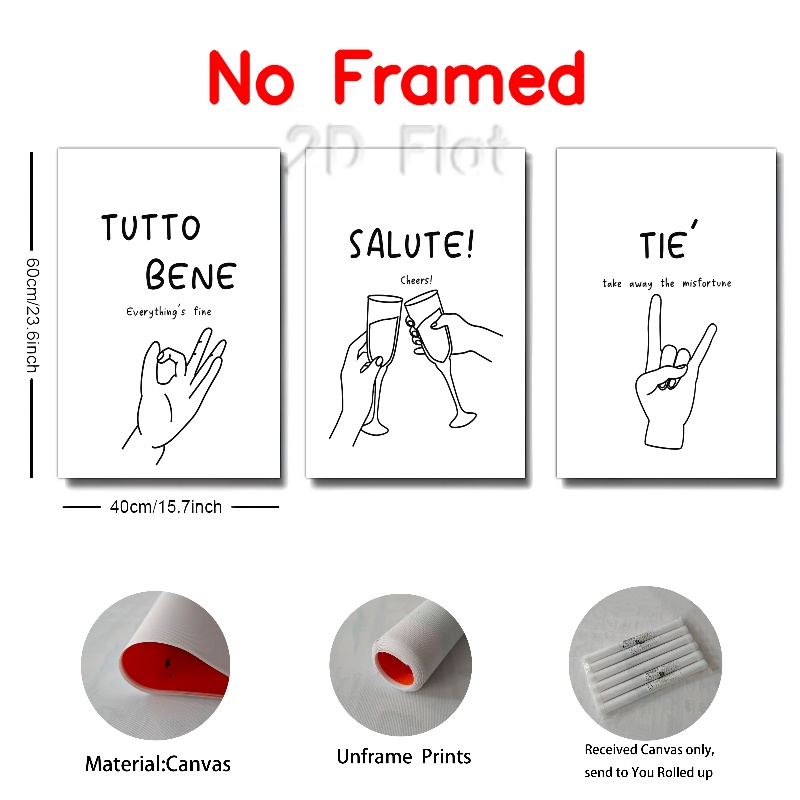 No Framed
2D Flat
TUTTO
BENE
Everything's fine
SALUTE!
Cheers!
TIE'
take away the misfortune
60cm/23.6inch
40cm/15.7inch
Material:Canvas
Unframe Prints
Received Canvas only,
send to You Rolled up